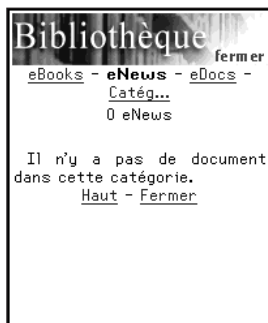 Bibliothèque
fermer
eBooks - eNews - eDocs -
Catég...
0 eNews
Il n'y a pas de document
dans cette catégorie.
Haut - Fermer